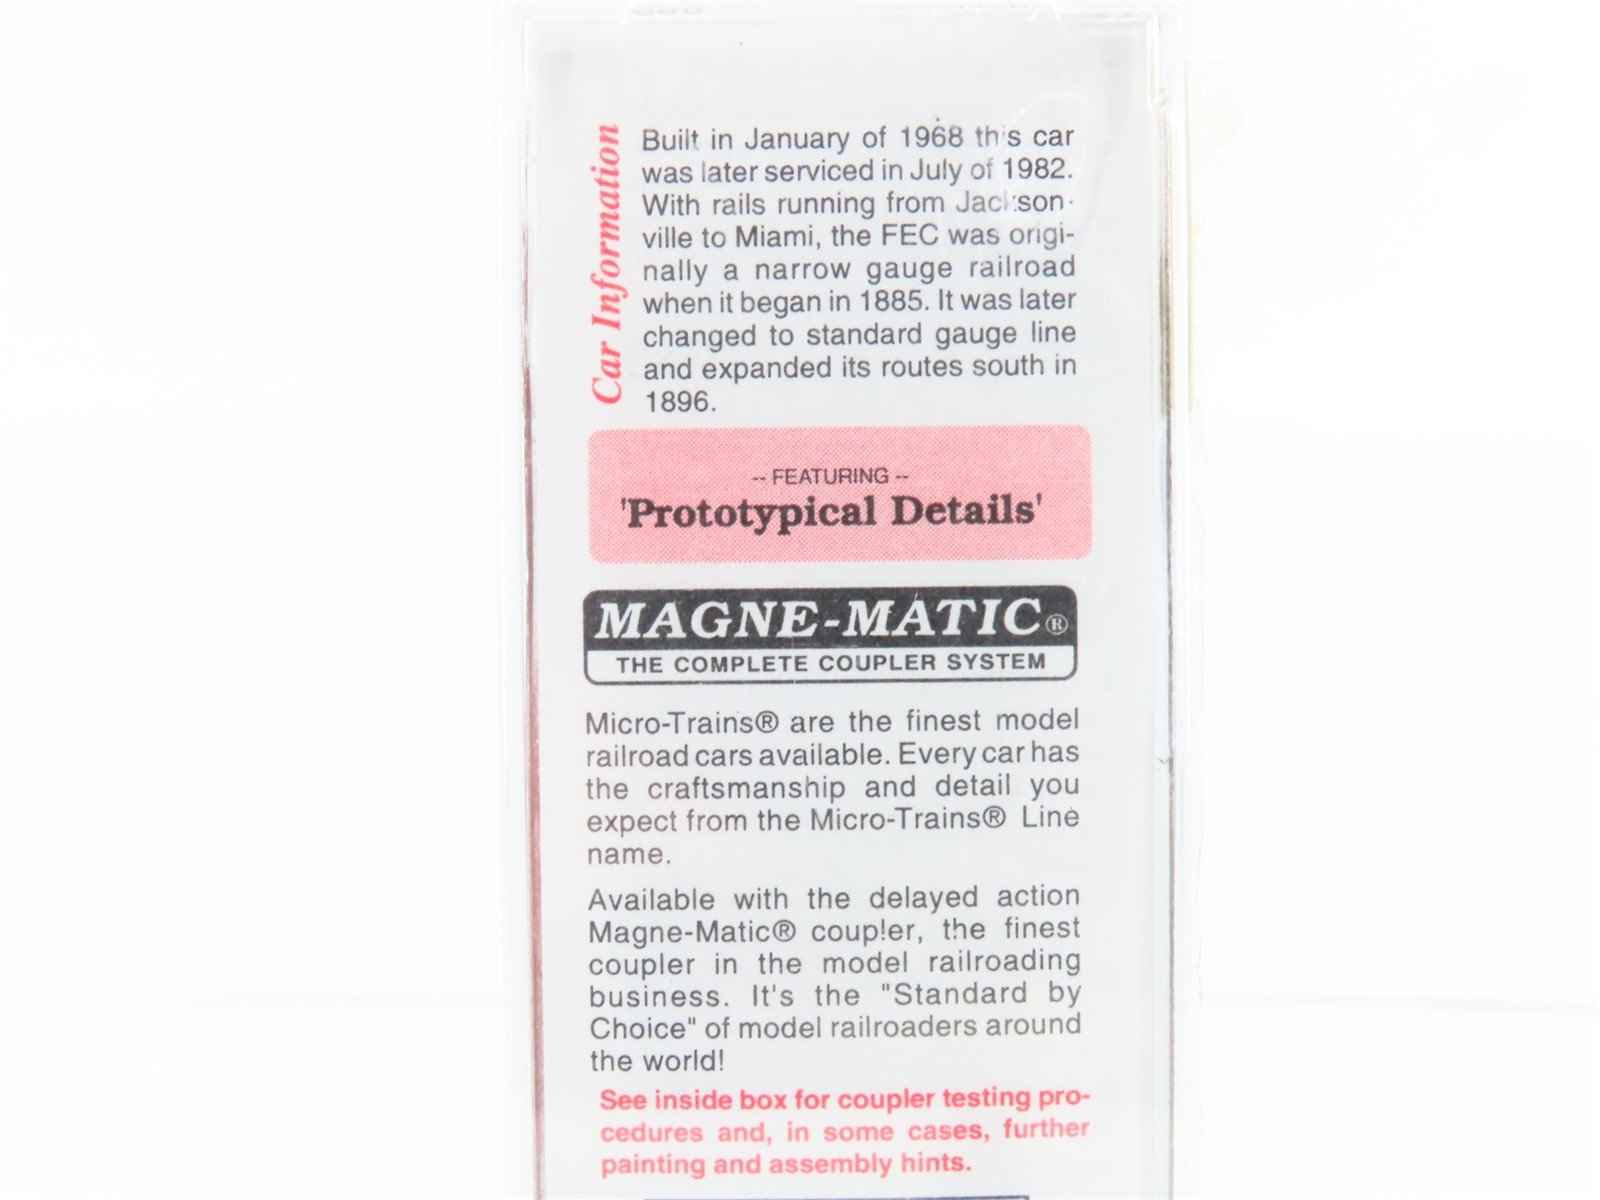 Car Information
Built in January of 1968 this car
was later serviced in July of 1982.
With rails running from Jackson-
ville to Miami, the FEC was origi-
nally a narrow gauge railroad
when it began in 1885. It was later
changed to standard gauge line
and expanded its routes south in
1896.
-- FEATURING --
'Prototypical Details'
MAGNE-MATIC®
THE COMPLETE COUPLER SYSTEM
Micro-Trains® are the finest model
railroad cars available. Every car has
the craftsmanship and detail you
expect from the Micro-Trains® Line
name.
Available with the delayed action
Magne-Matic® coupler, the finest
coupler in the model railroading
business. It's the "Standard by
Choice" of model railroaders around
the world!
See inside box for coupler testing pro-
cedures and, in some cases, further
painting and assembly hints.